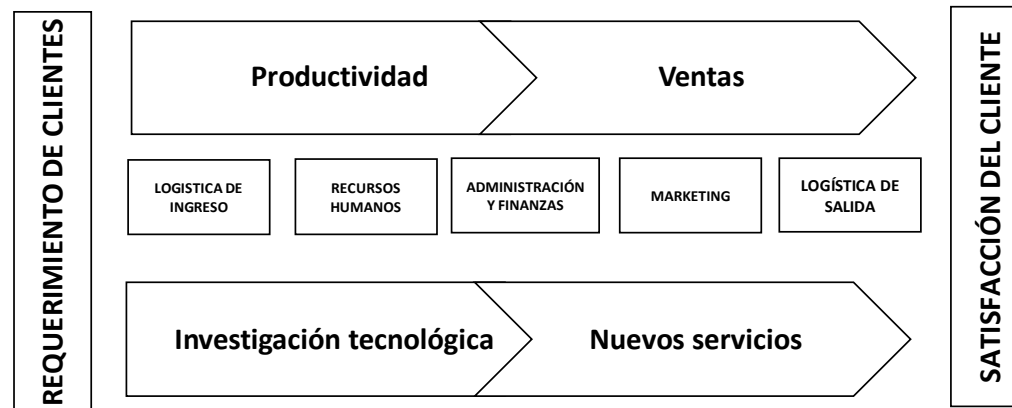 REQUERIMIENTO DE CLIENTES
Productividad
Ventas
LOGISTICA DE
INGRESO
RECURSOS
HUMANOS
ADMINISTRACIÓN
Y FINANZAS
MARKETING
LOGÍSTICA DE
SALIDA
Investigación tecnológica
Nuevos servicios
SATISFACCIÓN DEL CLIENTE